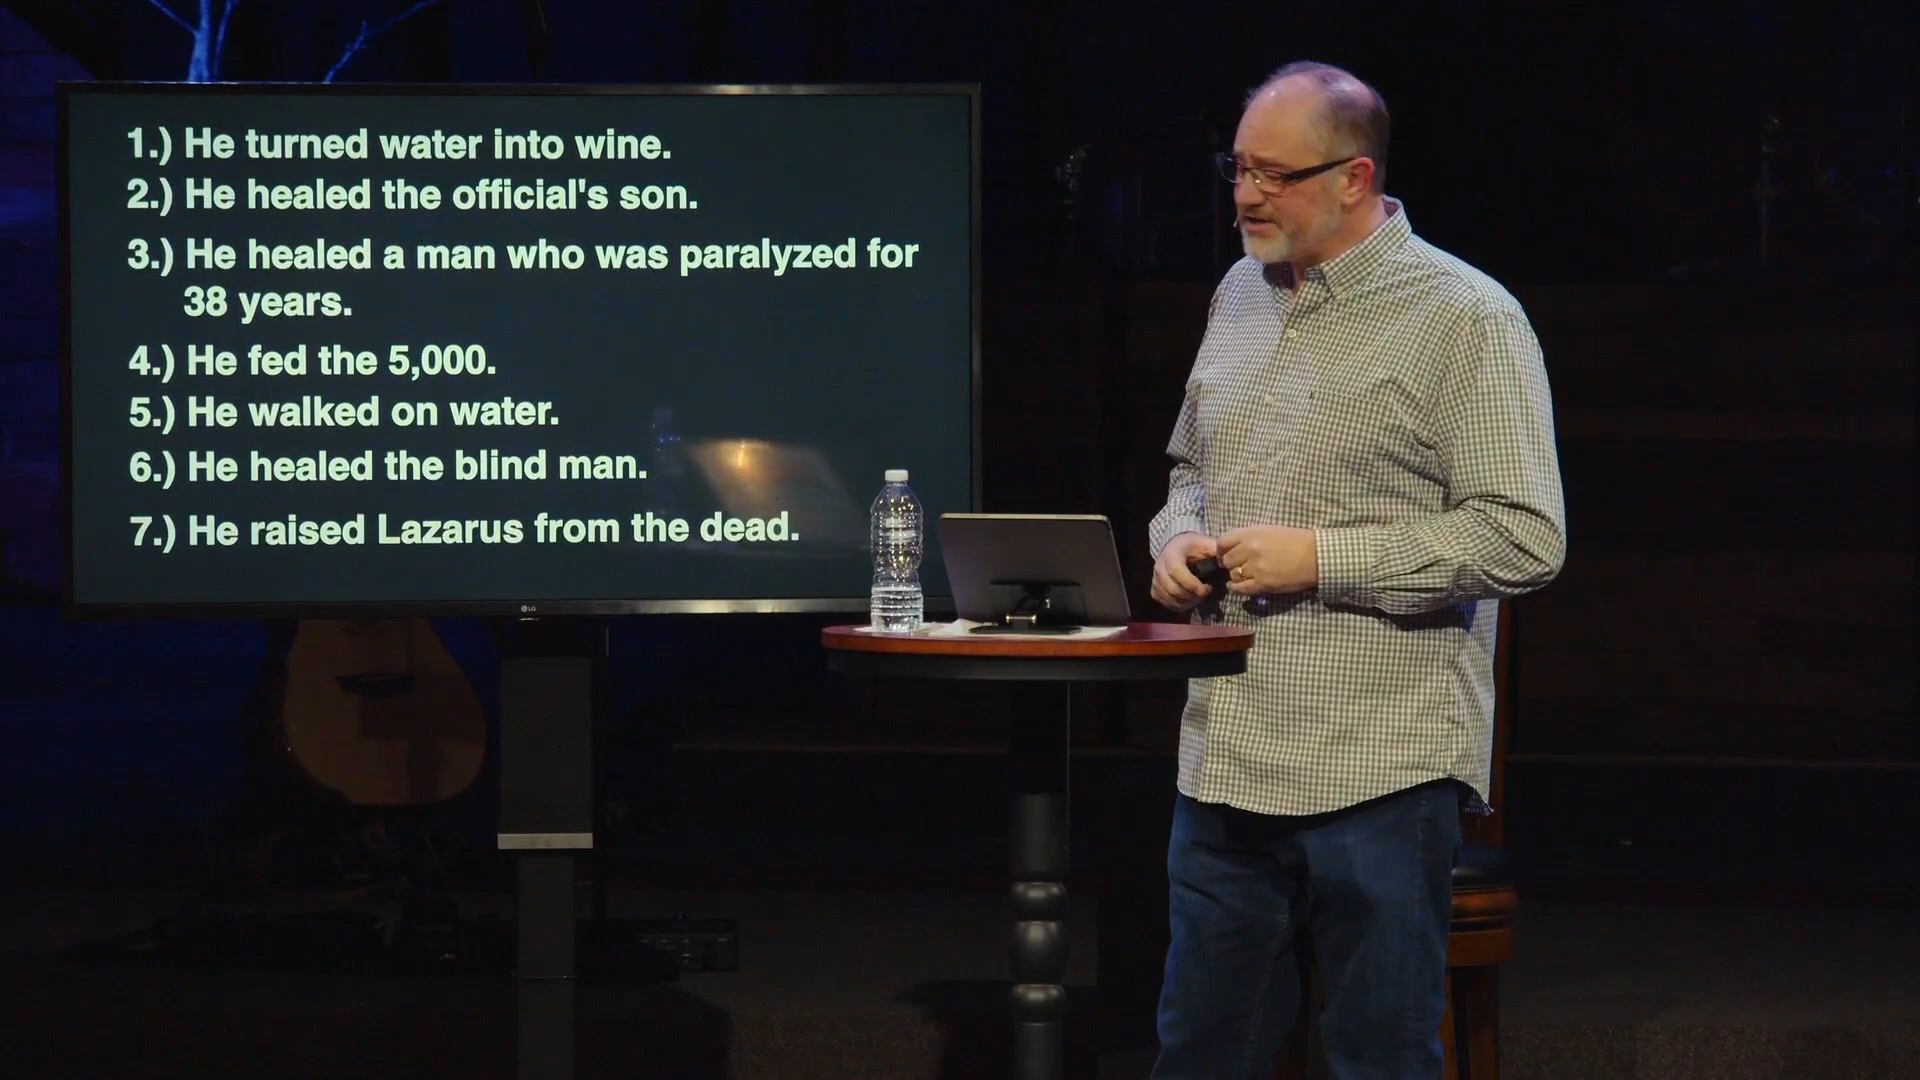 1.) He turned water into wine.
2.) He healed the official's son.
3.) He healed a man who was paralyzed for
38 years.
4.) He fed the 5,000.
5.) He walked on water.
6.) He healed the blind man.
7.) He raised Lazarus from the dead.
LG